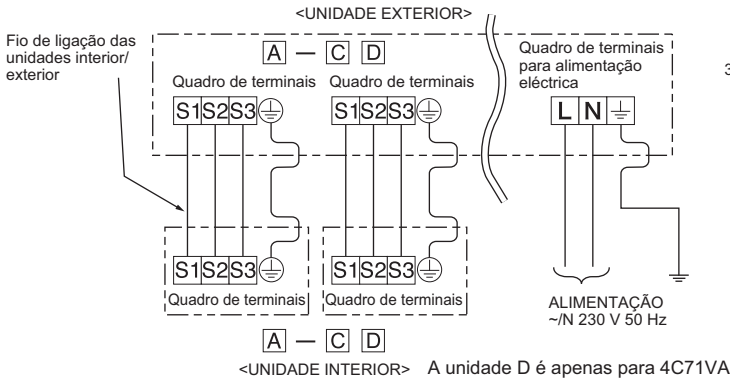 <UNIDADE EXTERIOR>
Fio de ligação das
unidades interior/
exterior
A — C D
Quadro de terminais
Quadro de terminais
Quadro de terminais
para alimentação
eléctrica
3
S1 S2 S3
S1 S2 S3
L N
S1 S2 S3
S1 S2 S3
Quadro de terminais
Quadro de terminais
ALIMENTAÇÃO
~/N 230 V 50 Hz
A — C D
<UNIDADE INTERIOR>
A unidade D é apenas para 4C71VA